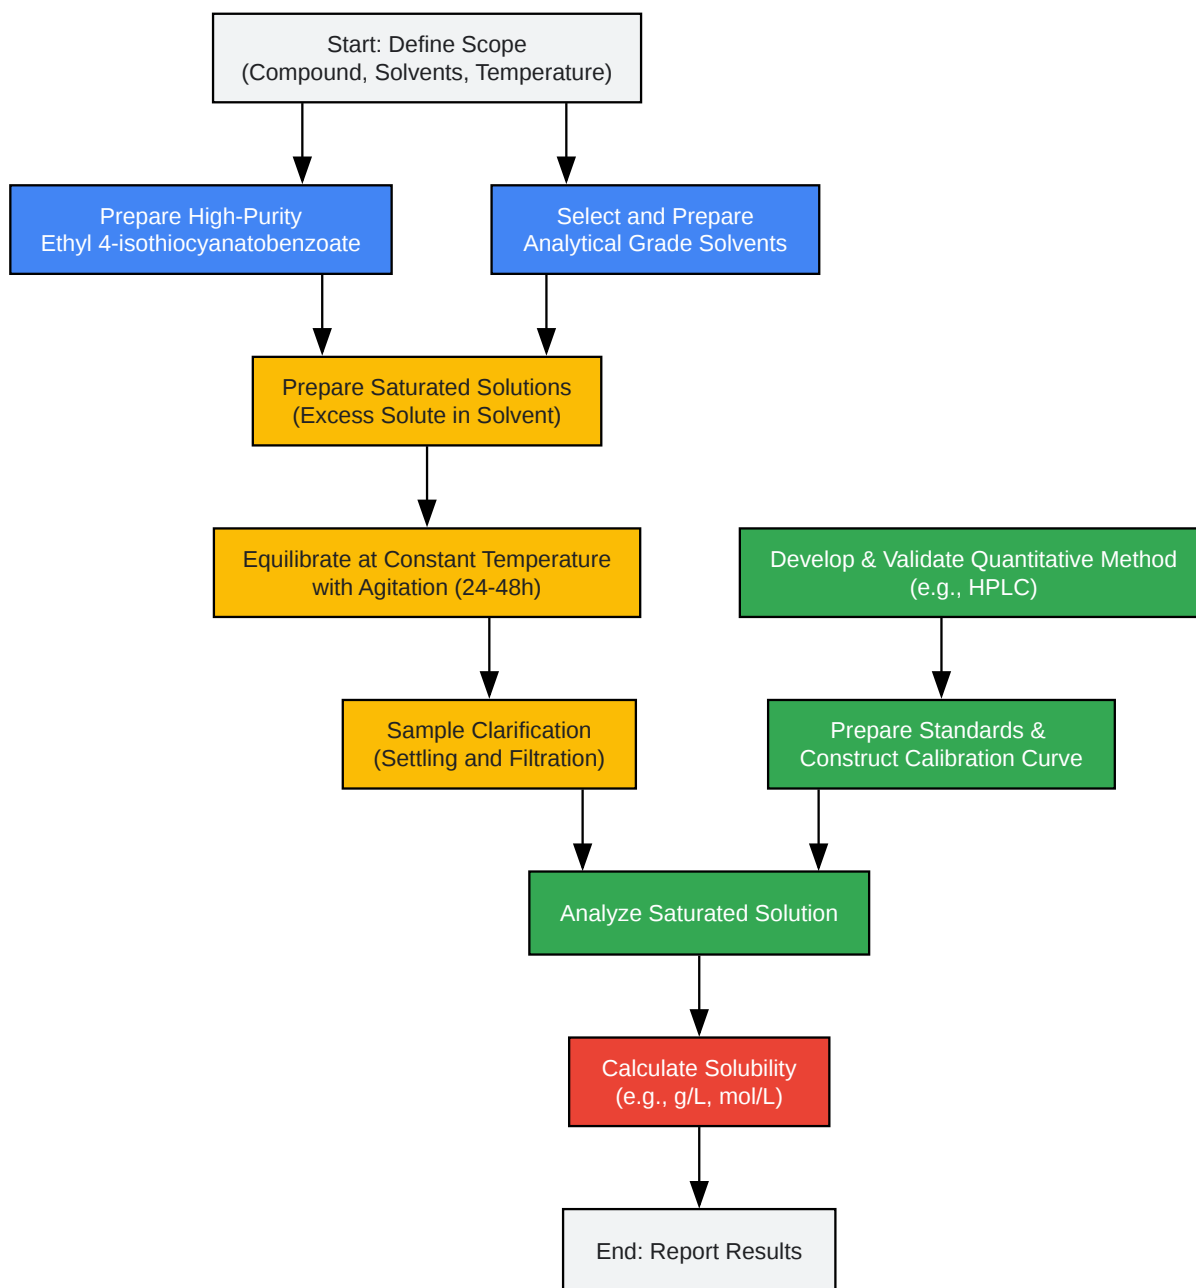 Start: Define Scope
(Compound, Solvents, Temperature)
Prepare High-Purity
Ethyl 4-isothiocyanatobenzoate
Select and Prepare
Analytical Grade Solvents
Prepare Saturated Solutions
(Excess Solute in Solvent)
Equilibrate at Constant Temperature
with Agitation (24-48h)
Develop & Validate Quantitative Method
(e.g., HPLC)
Sample Clarification
(Settling and Filtration)
Prepare Standards &
Construct Calibration Curve
Analyze Saturated Solution
Calculate Solubility
(e.g., g/L, mol/L)
End: Report Results